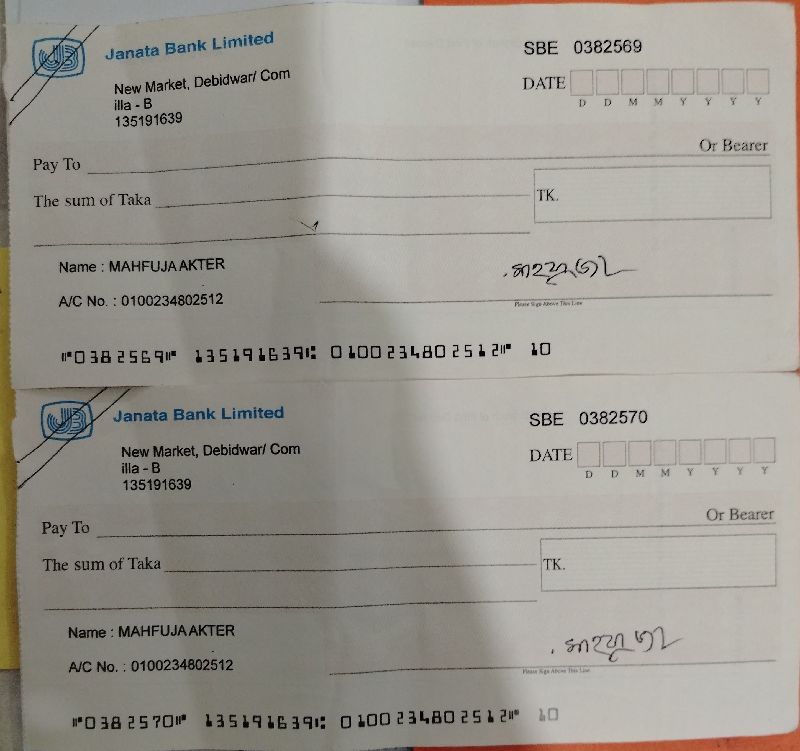 JB Janata Bank Limited
SBE 0382569
New Market, Debidwar/ Com
illa - B
135191639
DATE
D D M M Y Y Y Y
Or Bearer
Pay To
The sum of Taka
TK.
Name : MAHFUJA AKTER
A/C No. : 0100234802512
Please Sign Above This Line
⑈0382569⑈ 135191639⑆ 0100234802512⑈ 10
JB Janata Bank Limited
SBE 0382570
New Market, Debidwar/ Com
illa - B
135191639
DATE
D D M M Y Y Y Y
Or Bearer
Pay To
The sum of Taka
TK.
Name : MAHFUJA AKTER
A/C No. : 0100234802512
Please Sign Above This Line
⑈0382570⑈ 135191639⑆ 0100234802512⑈ 10